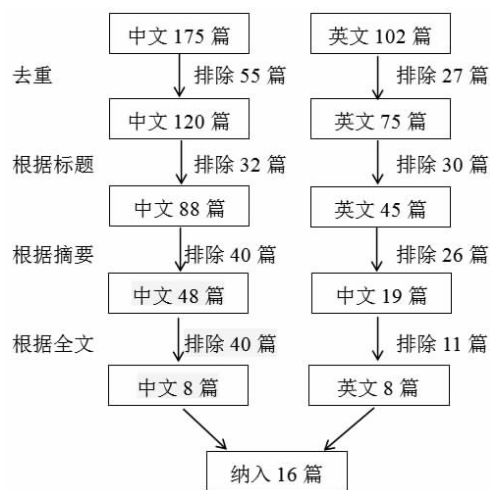 中文 175 篇 英文 102 篇
去重 排除 55 篇 排除 27 篇
中文 120 篇 英文 75 篇
根据标题 排除 32 篇 排除 30 篇
中文 88 篇 英文 45 篇
根据摘要 排除 40 篇 排除 26 篇
中文 48 篇 中文 19 篇
根据全文 排除 40 篇 排除 11 篇
中文 8 篇 英文 8 篇
纳入 16 篇